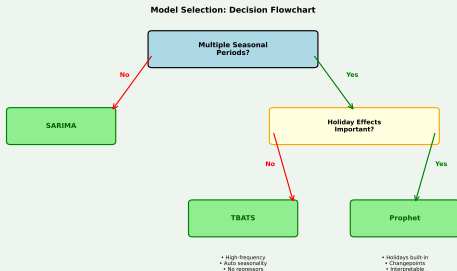 Model Selection: Decision Flowchart
Multiple Seasonal
Periods?
No
Yes
SARIMA
Holiday Effects
Important?
No
Yes
TBATS
Prophet
• High-frequency
• Auto seasonality
• No regressors
• Holidays built-in
• Changepoints
• Interpretable